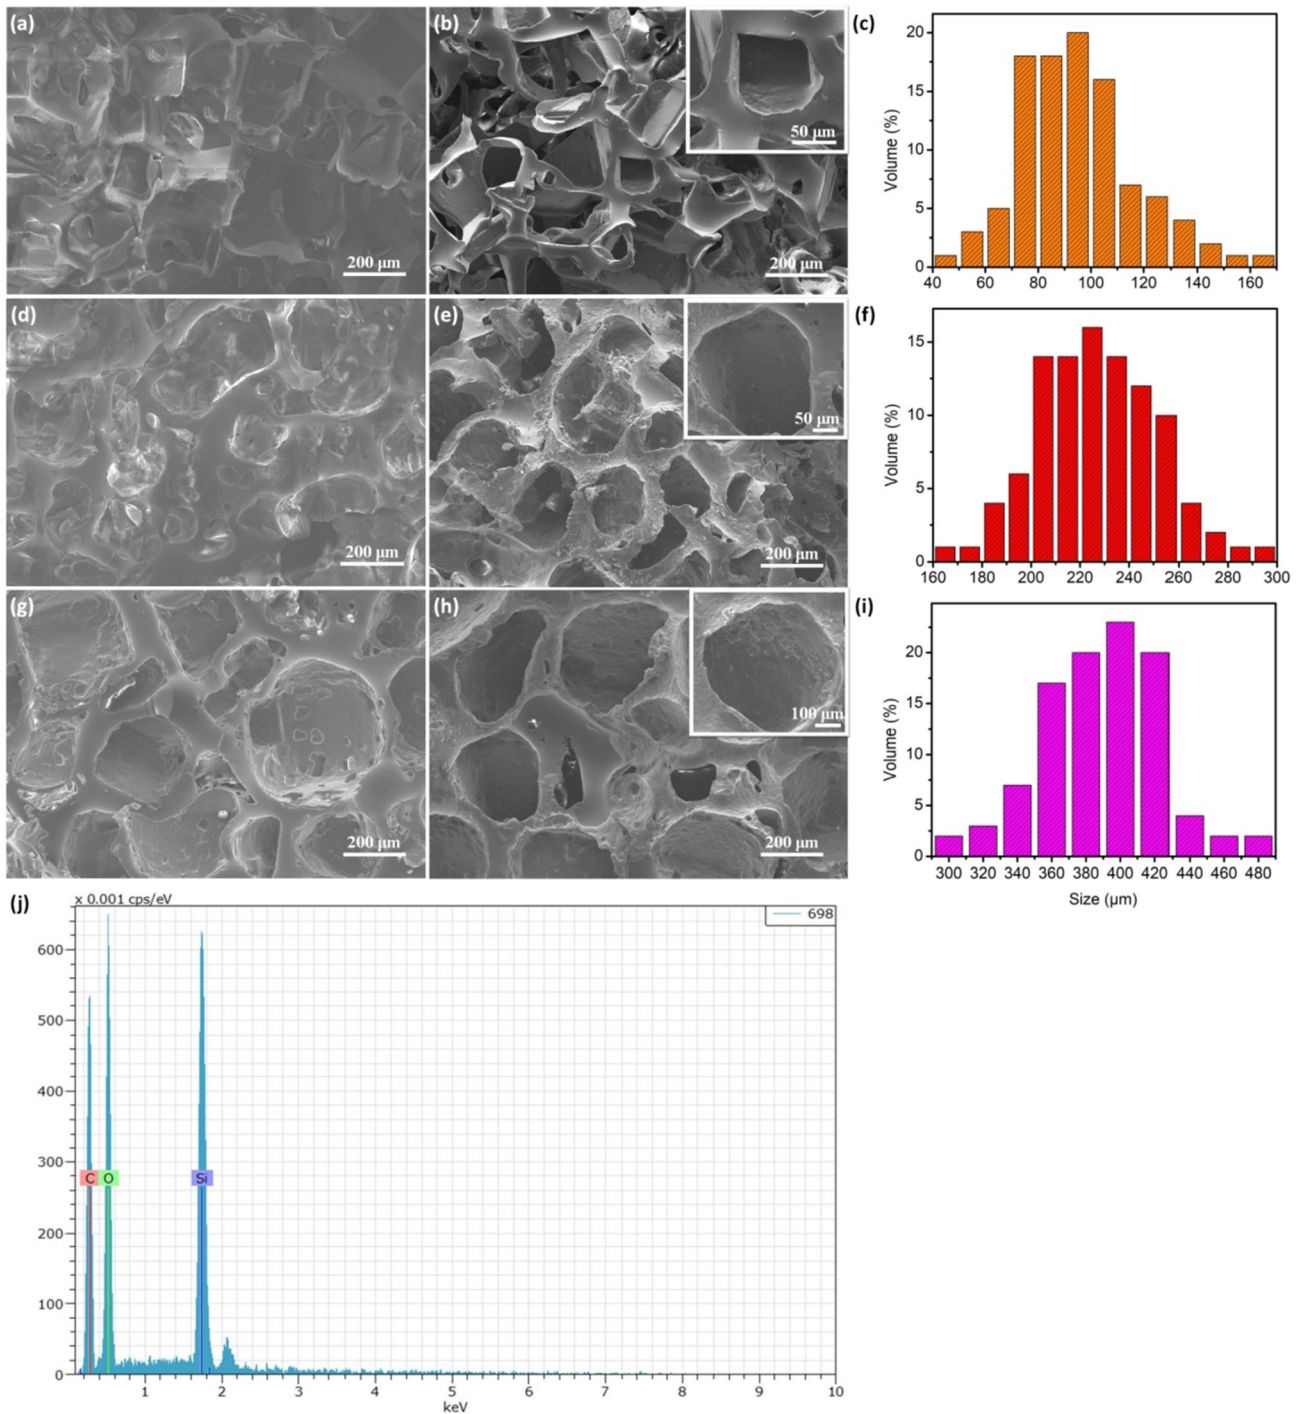 (a)
200 μm
(b)
50 μm
200 μm
(c)
Volume (%)
20
15
10
5
0
40 60 80 100 120 140 160
(d)
200 μm
(e)
50 μm
200 μm
(f)
Volume (%)
15
10
5
0
160 180 200 220 240 260 280 300
(g)
200 μm
(h)
100 μm
200 μm
(i)
Volume (%)
20
15
10
5
0
300 320 340 360 380 400 420 440 460 480
Size (μm)
(j)
x 0.001 cps/eV
698
600
500
400
300
200
100
0
C O Si
1 2 3 4 5 6 7 8 9 10
keV